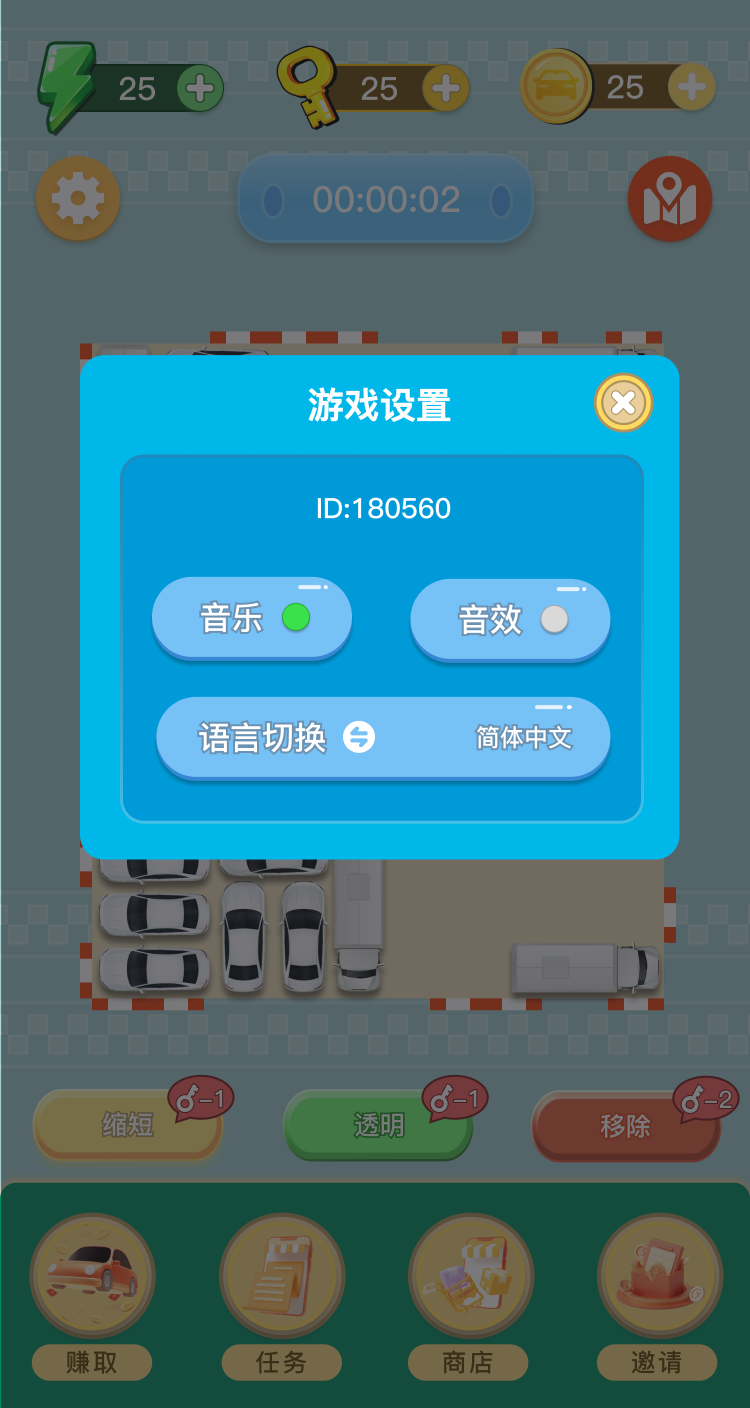 25 25 25
00:00:02
游戏设置
ID:180560
音乐 音效
语言切换 简体中文
-1 -1 -2
缩短 透明 移除
赚取 任务 商店 邀请